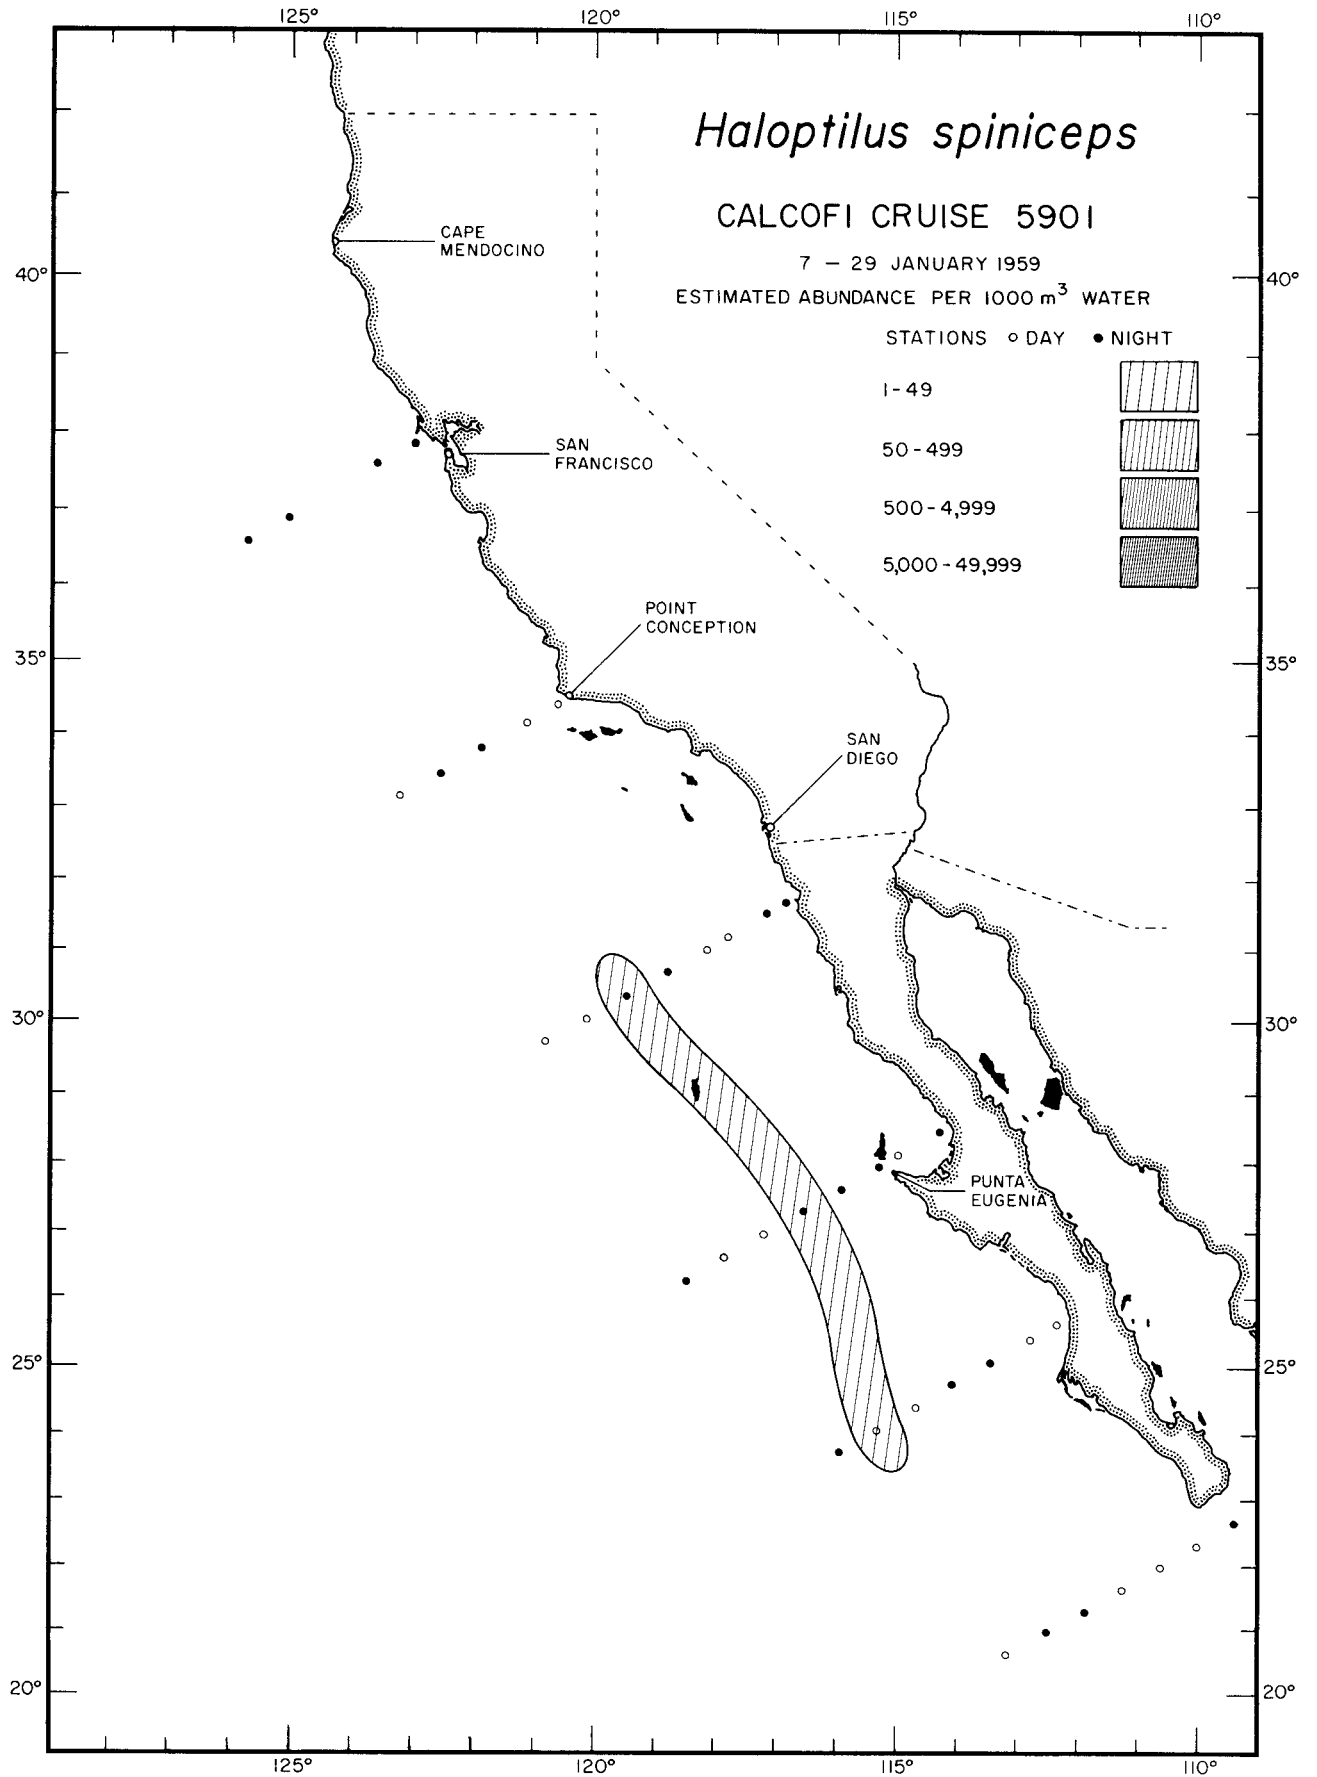 125° 120° 115° 110°
Haloptilus spiniceps
CALCOFI CRUISE 5901
7 – 29 JANUARY 1959
ESTIMATED ABUNDANCE PER 1000 m³ WATER
STATIONS ○ DAY ● NIGHT
1-49
50-499
500-4,999
5,000-49,999
CAPE
MENDOCINO
40° 40°
SAN
FRANCISCO
POINT
CONCEPTION
35° 35°
SAN
DIEGO
30° 30°
PUNTA
EUGENIA
25° 25°
20° 20°
125° 120° 115° 110°